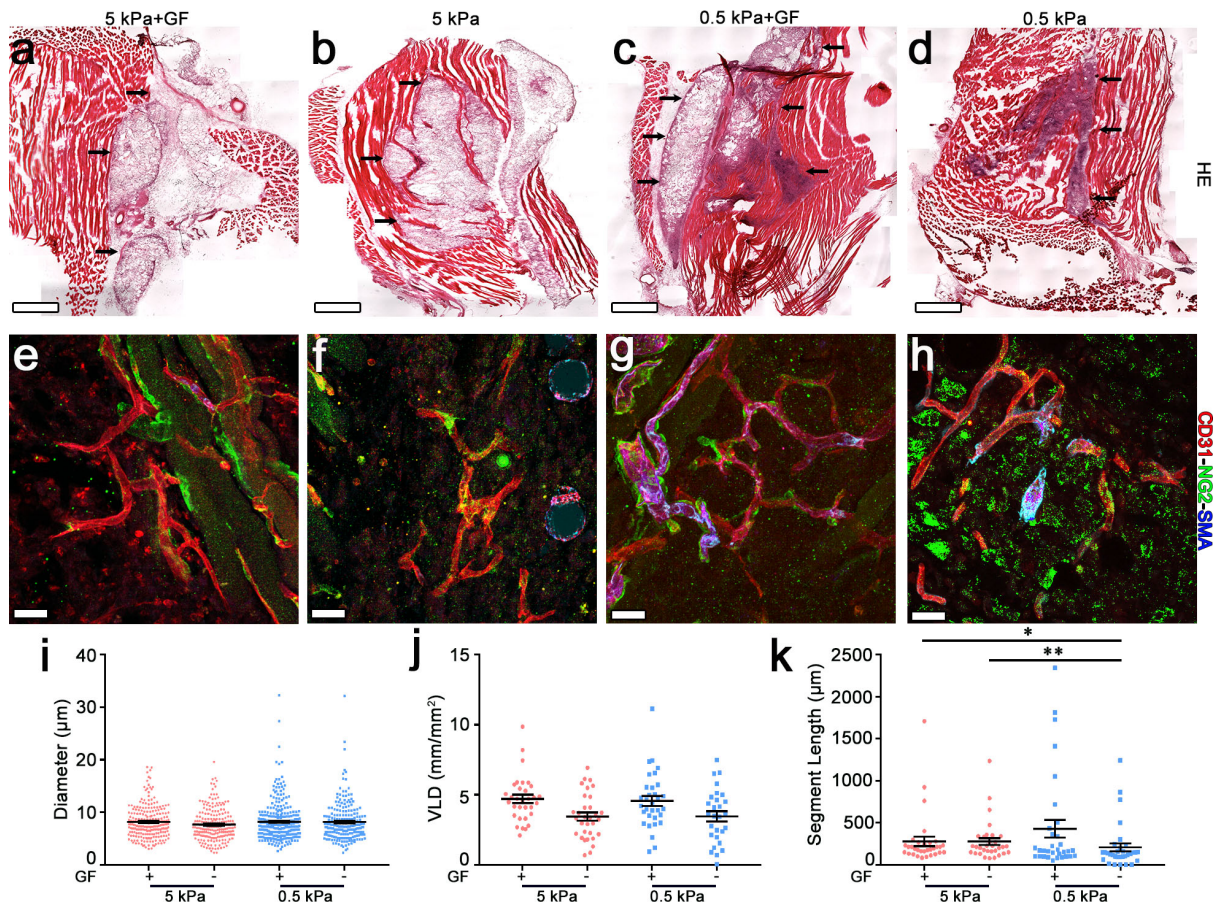 5 kPa+GF 5 kPa 0.5 kPa+GF 0.5 kPa
a b c d
HE
e f g h
CD31-NG2-SMA
i j k
* 
**
Diameter (µm)
40
30
20
10
0
GF + - + -
5 kPa 0.5 kPa
VLD (mm/mm²)
15
10
5
0
+ - + -
5 kPa 0.5 kPa
Segment Length (µm)
2500
2000
1500
1000
500
0
GF + - + -
5 kPa 0.5 kPa